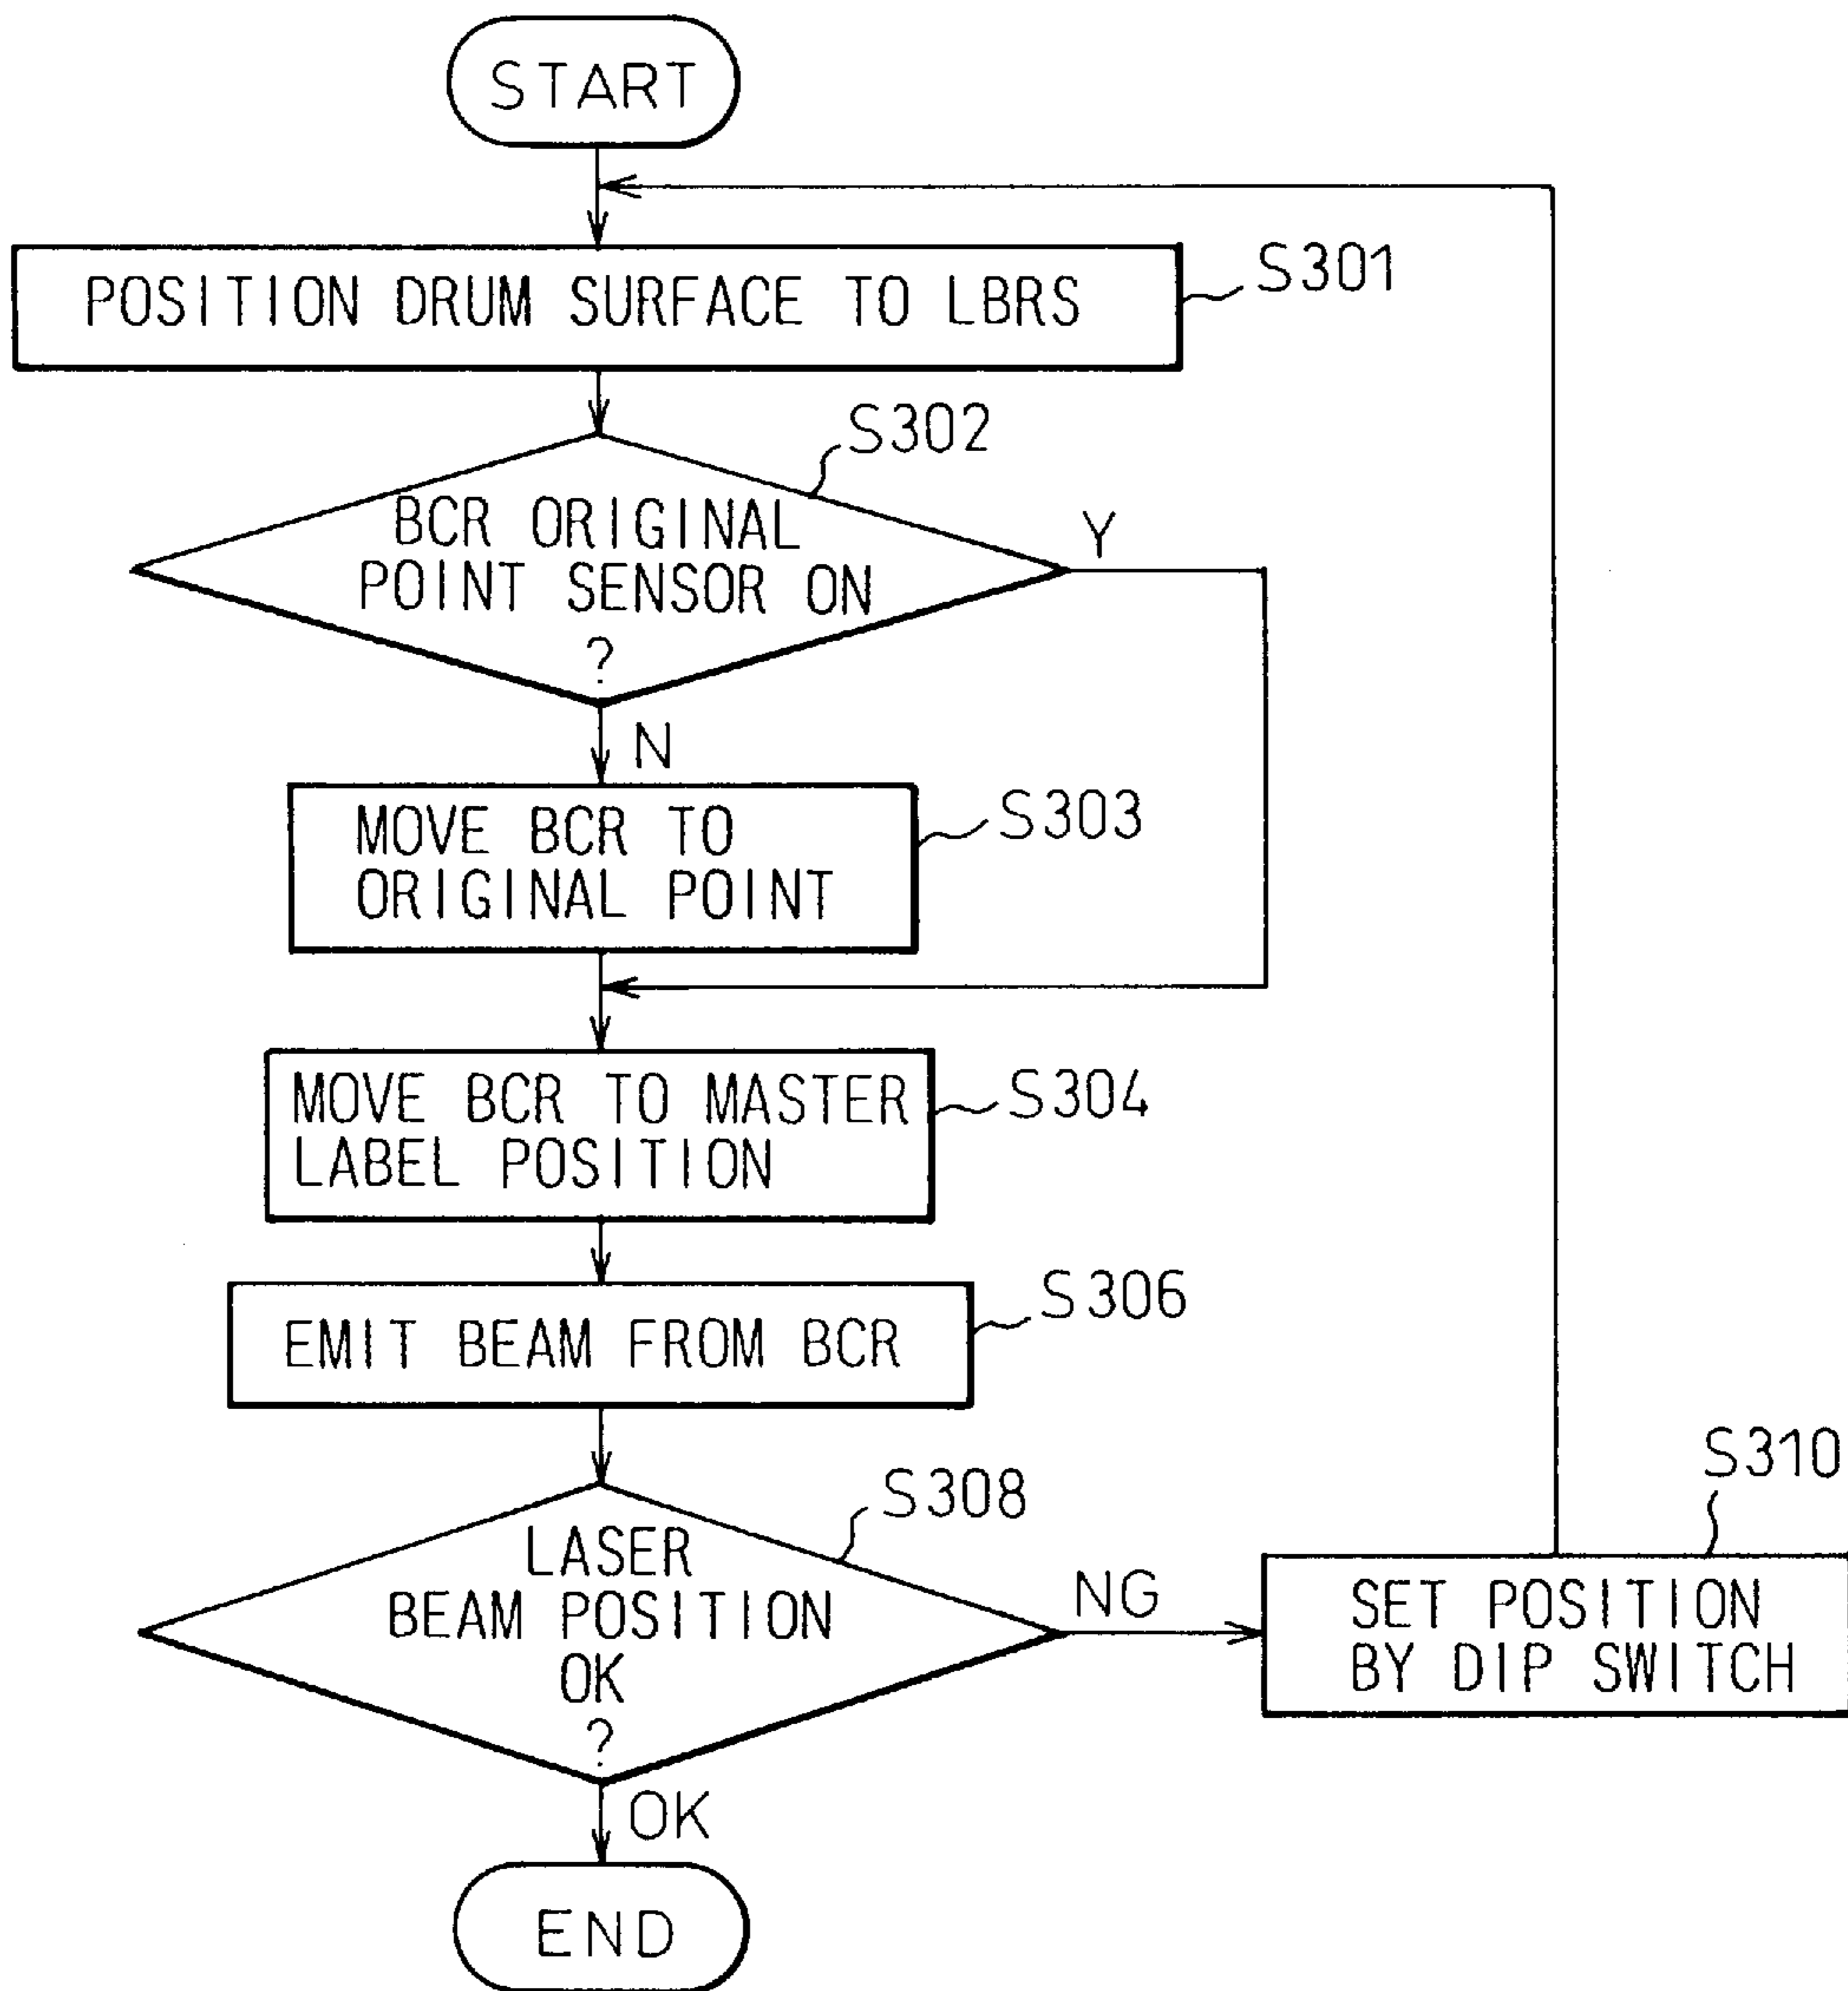 START
POSITION DRUM SURFACE TO LBRS
S301
S302
BCR ORIGINAL
POINT SENSOR ON
?
Y
N
MOVE BCR TO
ORIGINAL POINT
S303
MOVE BCR TO MASTER
LABEL POSITION
S304
EMIT BEAM FROM BCR
S306
S308
LASER
BEAM POSITION
OK
?
NG
S310
SET POSITION
BY DIP SWITCH
OK
END